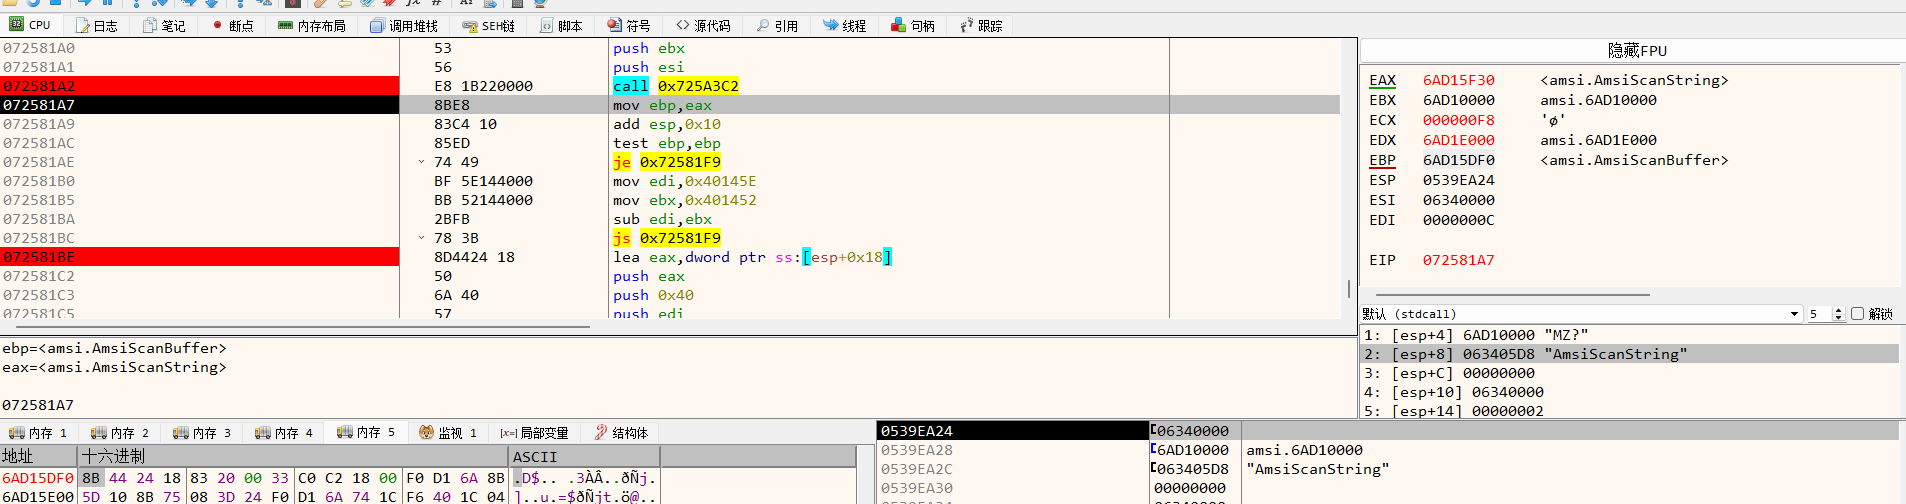 CPU 日志 笔记 断点 内存布局 调用堆栈 SEH链 脚本 符号 源代码 引用 线程 句柄 跟踪
072581A0 53 push ebx
072581A1 56 push esi
072581A2 E8 1B220000 call 0x725A3C2
072581A7 8BE8 mov ebp,eax
072581A9 83C4 10 add esp,0x10
072581AC 85ED test ebp,ebp
072581AE 74 49 je 0x72581F9
072581B0 BF 5E144000 mov edi,0x40145E
072581B5 BB 52144000 mov ebx,0x401452
072581BA 2BFB sub edi,ebx
072581BC 78 3B js 0x72581F9
072581BE 8D4424 18 lea eax,dword ptr ss:[esp+0x18]
072581C2 50 push eax
072581C3 6A 40 push 0x40
072581C5 57 push edi
隐藏FPU
EAX 6AD15F30 <amsi.AmsiScanString>
EBX 6AD10000 amsi.6AD10000
ECX 000000F8 'ø'
EDX 6AD1E000 amsi.6AD1E000
EBP 6AD15DF0 <amsi.AmsiScanBuffer>
ESP 0539EA24
ESI 06340000
EDI 0000000C
EIP 072581A7
默认 (stdcall) 5 解锁
1: [esp+4] 6AD10000 "MZ?"
2: [esp+8] 063405D8 "AmsiScanString"
3: [esp+C] 00000000
4: [esp+10] 06340000
5: [esp+14] 00000002
ebp=<amsi.AmsiScanBuffer>
eax=<amsi.AmsiScanString>
072581A7
内存 1 内存 2 内存 3 内存 4 内存 5 监视 1 [x=] 局部变量 结构体
地址 十六进制 ASCII
6AD15DF0 8B 44 24 18 83 20 00 33 C0 C2 18 00 F0 D1 6A 8B .D$.. .3ÀÂ..ðÑj.
6AD15E00 5D 10 8B 75 08 3D 24 F0 D1 6A 74 1C F6 40 1C 04 ]..u.=$ðÑjt.ö@..
0539EA24 06340000
0539EA28 6AD10000 amsi.6AD10000
0539EA2C 063405D8 "AmsiScanString"
0539EA30 00000000